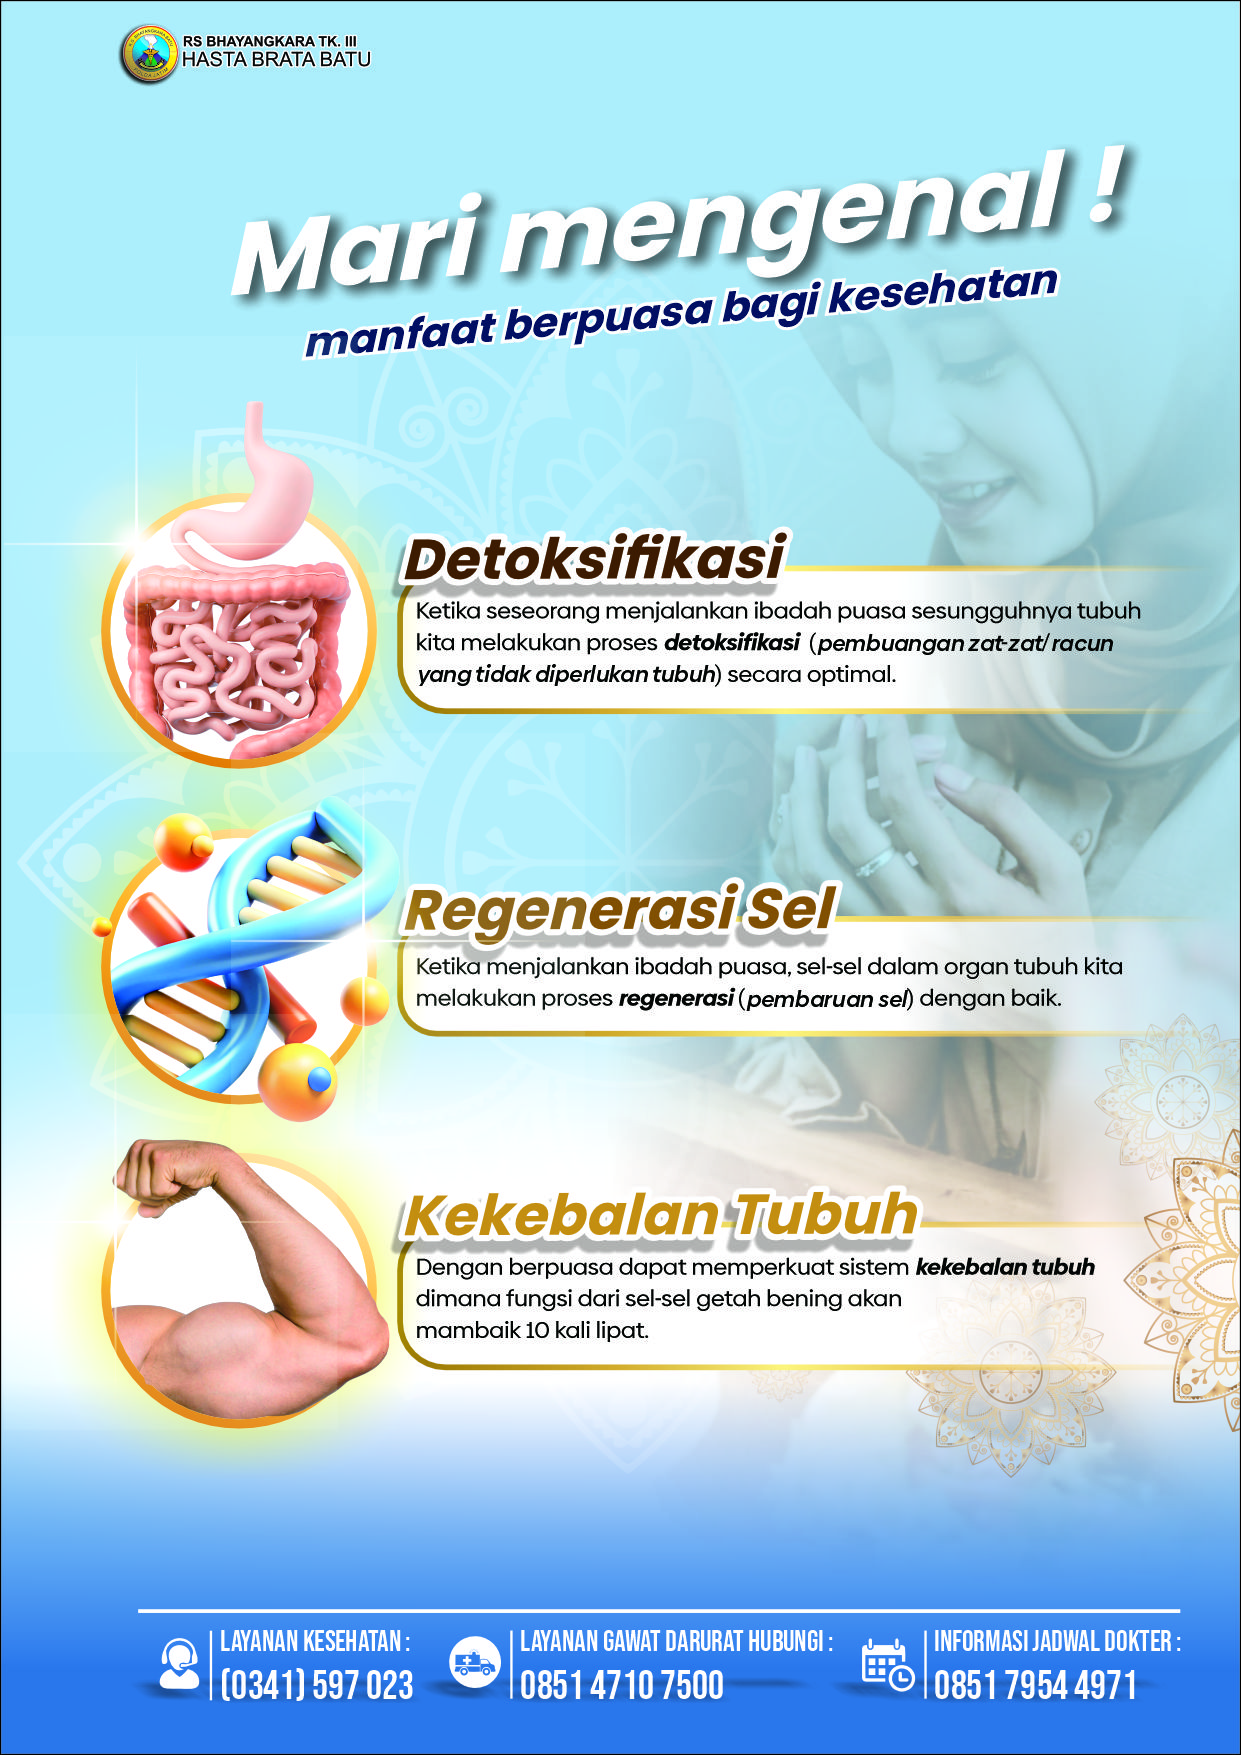 RS BHAYANGKARA TK. III
HASTA BRATA BATU
Mari mengenal !
manfaat berpuasa bagi kesehatan
Detoksifikasi
Ketika seseorang menjalankan ibadah puasa sesungguhnya tubuh
kita melakukan proses detoksifikasi (pembuangan zat-zat/racun
yang tidak diperlukan tubuh) secara optimal.
Regenerasi Sel
Ketika menjalankan ibadah puasa, sel-sel dalam organ tubuh kita
melakukan proses regenerasi (pembaruan sel) dengan baik.
Kekebalan Tubuh
Dengan berpuasa dapat memperkuat sistem kekebalan tubuh
dimana fungsi dari sel-sel getah bening akan
mambaik 10 kali lipat.
LAYANAN KESEHATAN :
(0341) 597 023
LAYANAN GAWAT DARURAT HUBUNGI :
0851 4710 7500
INFORMASI JADWAL DOKTER :
0851 7954 4971